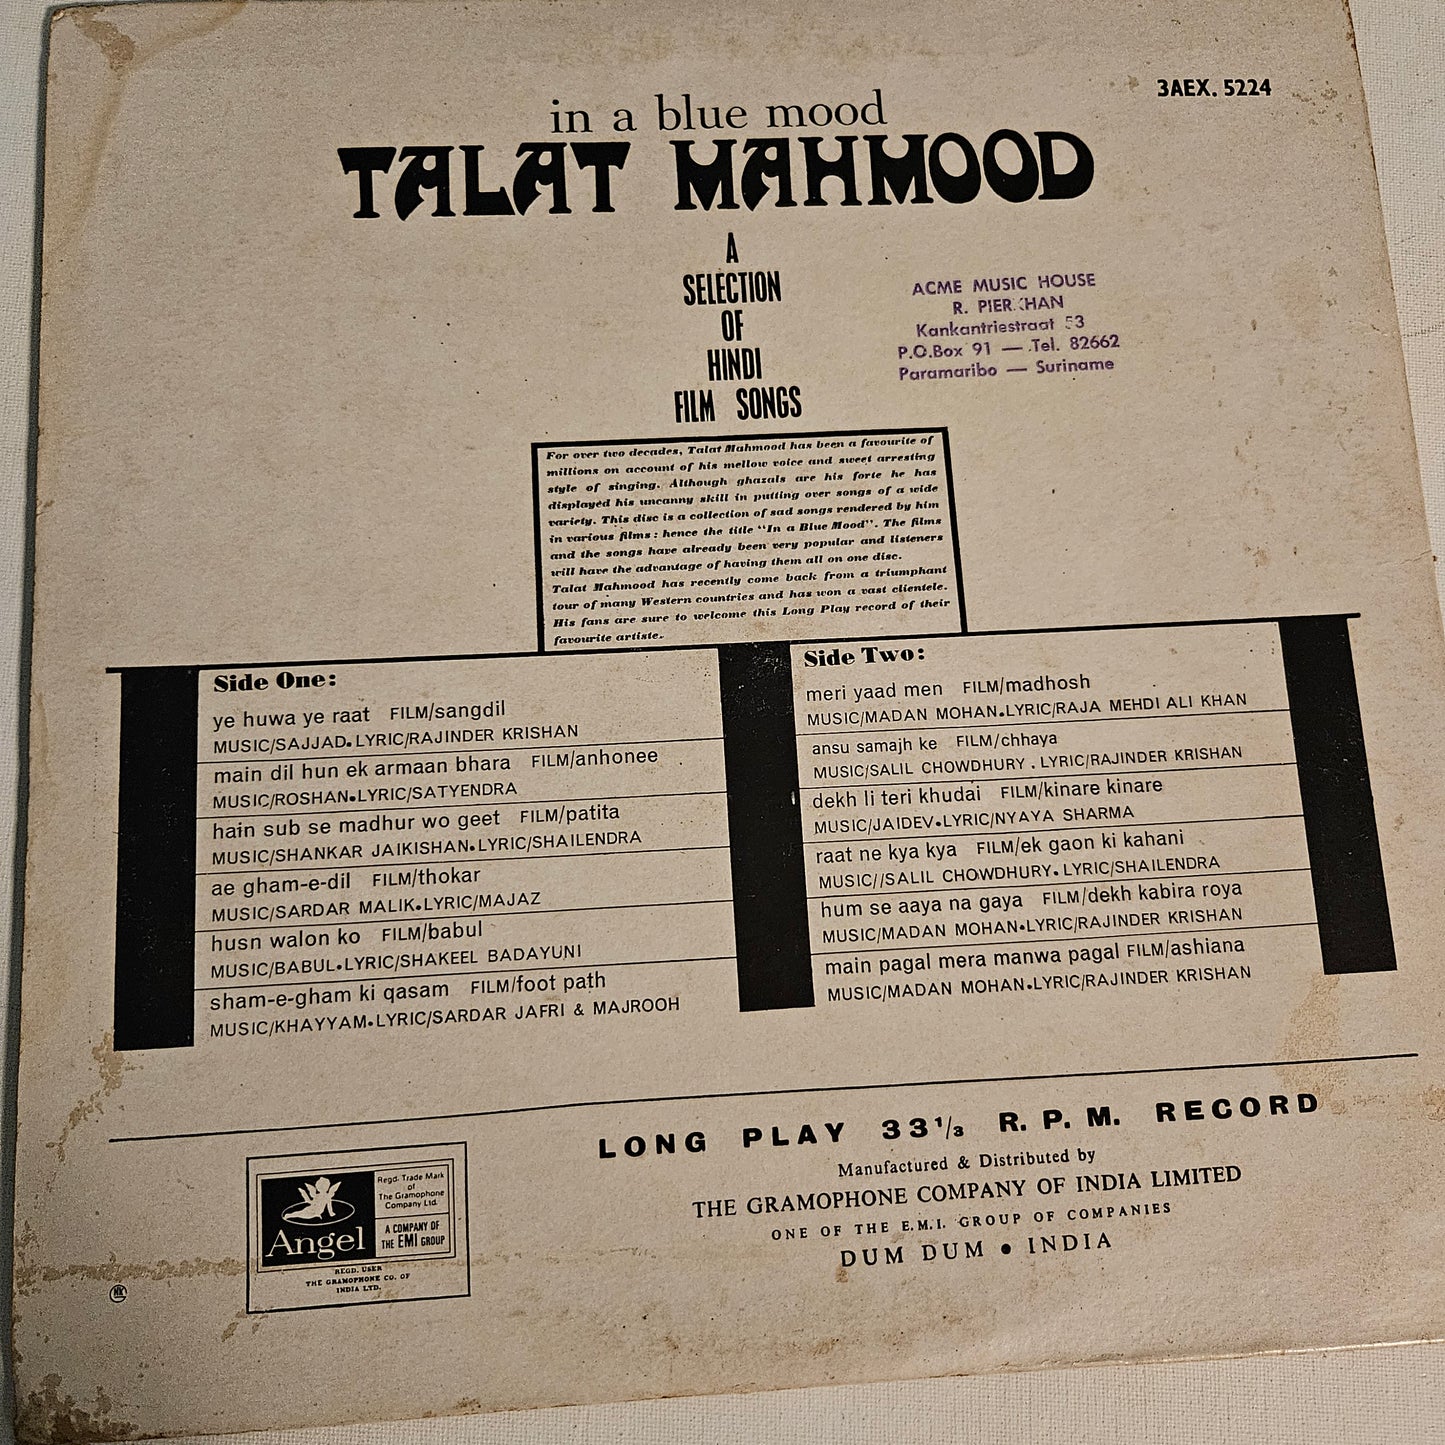 3AEX. 5224
in a blue mood
TALAT MAHMOOD
A
SELECTION
OF
HINDI
FILM SONGS
ACME MUSIC HOUSE
R. PIER
Kankantriestraat 53
P.O.Box 91 — Tel. 82662
Paramaribo — Suriname
For over two decades, Talat Mahmood has been a favourite of
millions on account of his mellow voice and sweet arresting
style of singing. Although ghazals are his forte he has
displayed his uncanny skill in putting over songs of a wide
variety. This disc is a collection of sad songs rendered by him
in various films : hence the title "In a Blue Mood". The films
and the songs have already been very popular and listeners
will have the advantage of having them all on one disc.
Talat Mahmood has recently come back from a triumphant
tour of many Western countries and has won a vast clientele.
His fans are sure to welcome this Long Play record of their
favourite artiste.
Side One:
ye huwa ye raat FILM/sangdil
MUSIC/SAJJAD•LYRIC/RAJINDER KRISHAN
main dil hun ek armaan bhara FILM/anhonee
MUSIC/ROSHAN•LYRIC/SATYENDRA
hain sub se madhur wo geet FILM/patita
MUSIC/SHANKAR JAIKISHAN•LYRIC/SHAILENDRA
ae gham-e-dil FILM/thokar
MUSIC/SARDAR MALIK•LYRIC/MAJAZ
husn walon ko FILM/babul
MUSIC/BABUL•LYRIC/SHAKEEL BADAYUNI
sham-e-gham ki qasam FILM/foot path
MUSIC/KHAYYAM•LYRIC/SARDAR JAFRI & MAJROOH
Side Two:
meri yaad men FILM/madhosh
MUSIC/MADAN MOHAN•LYRIC/RAJA MEHDI ALI KHAN
ansu samajh ke FILM/chhaya
MUSIC/SALIL CHOWDHURY . LYRIC/RAJINDER KRISHAN
dekh li teri khudai FILM/kinare kinare
MUSIC/JAIDEV•LYRIC/NYAYA SHARMA
raat ne kya kya FILM/ek gaon ki kahani
MUSIC//SALIL CHOWDHURY. LYRIC/SHAILENDRA
hum se aaya na gaya FILM/dekh kabira roya
MUSIC/MADAN MOHAN•LYRIC/RAJINDER KRISHAN
main pagal mera manwa pagal FILM/ashiana
MUSIC/MADAN MOHAN•LYRIC/RAJINDER KRISHAN
LONG PLAY 33 1/3 R. P. M. RECORD
Manufactured & Distributed by
THE GRAMOPHONE COMPANY OF INDIA LIMITED
ONE OF THE E.M.I. GROUP OF COMPANIES
DUM DUM • INDIA
Angel
Regd. Trade Mark
of
The Gramophone
Company Ltd.
A COMPANY OF
THE EMI GROUP
REGD. USER
THE GRAMOPHONE CO. OF
INDIA LTD.